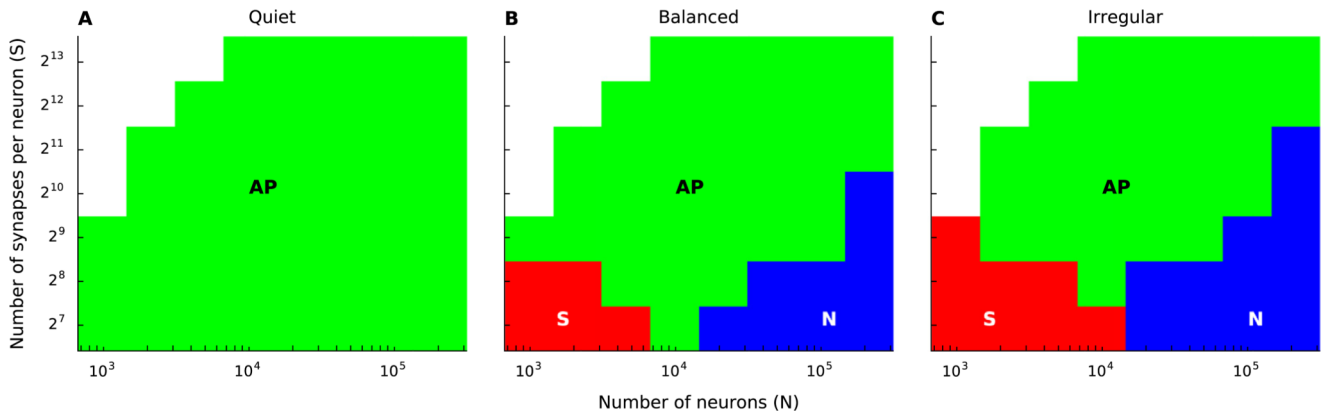 A Quiet
B Balanced
C Irregular
Number of synapses per neuron (S)
2^13
2^12
2^11
2^10
2^9
2^8
2^7
AP
AP
AP
S
N
S
N
10^3 10^4 10^5
10^3 10^4 10^5
10^3 10^4 10^5
Number of neurons (N)